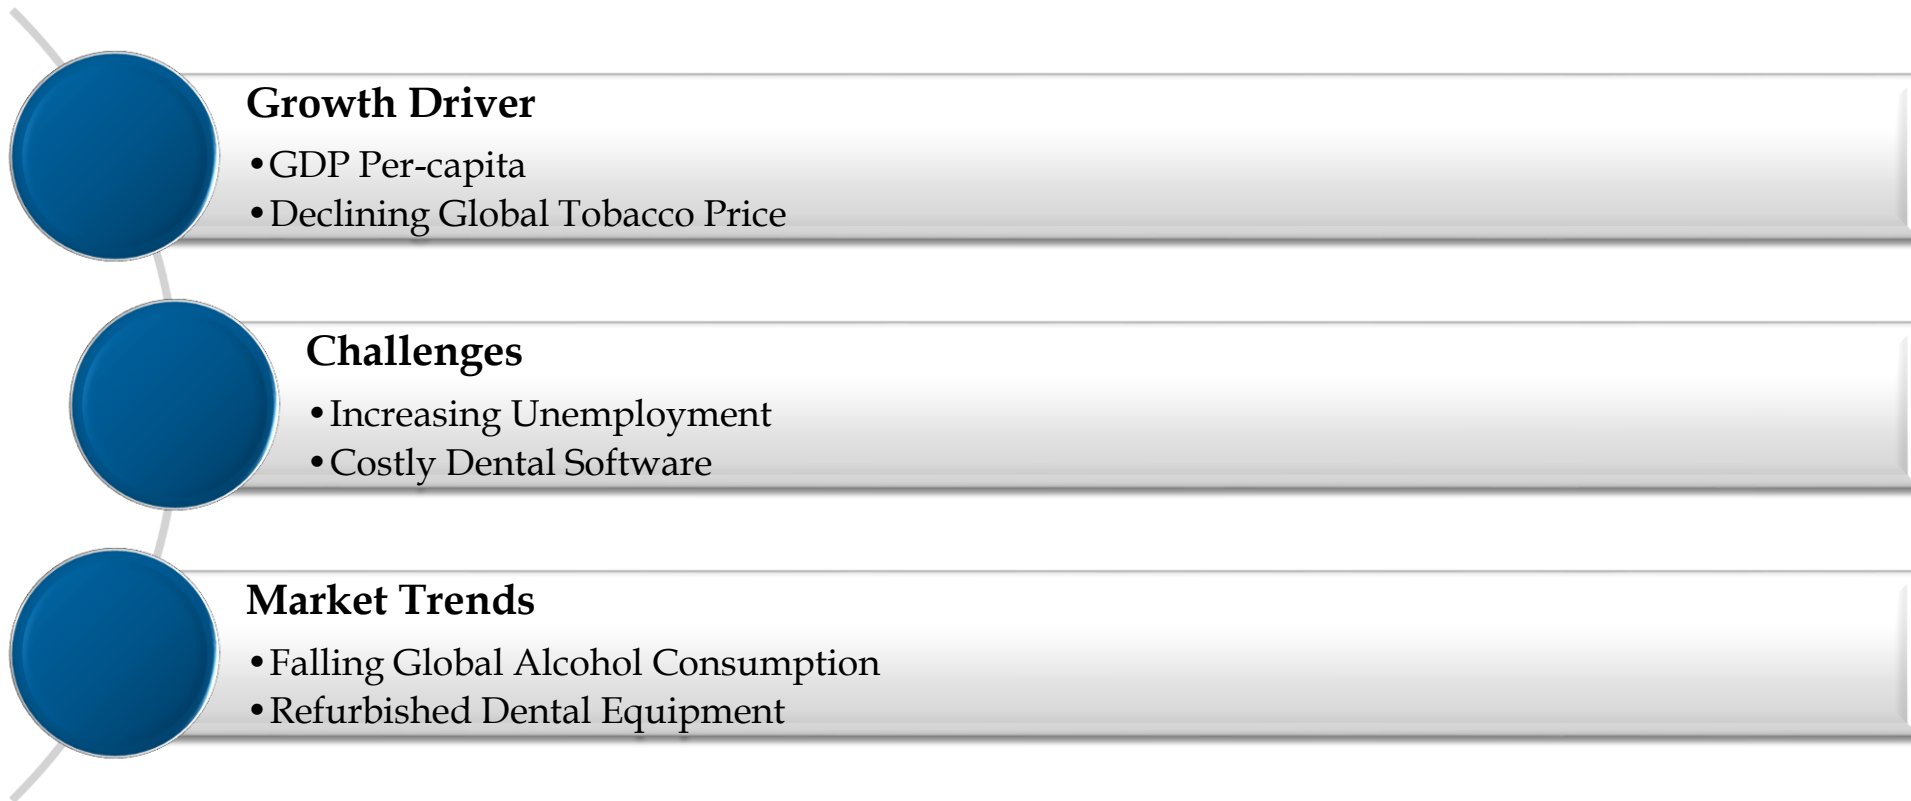 Growth Driver
•GDP Per-capita
•Declining Global Tobacco Price
Challenges
•Increasing Unemployment
•Costly Dental Software
Market Trends
•Falling Global Alcohol Consumption
•Refurbished Dental Equipment